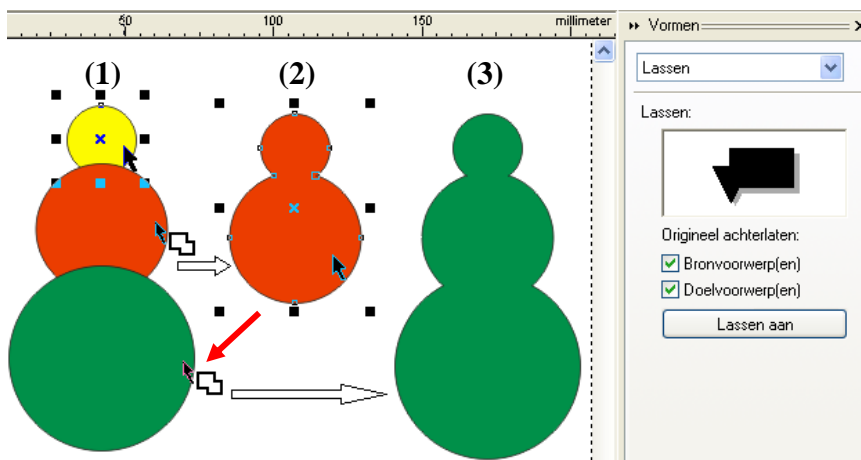 50 100 150 millimeter
(1) (2) (3)
Vormen
Lassen
Lassen:
Origineel achterlaten:
Bronvoorwerp(en)
Doelvoorwerp(en)
Lassen aan